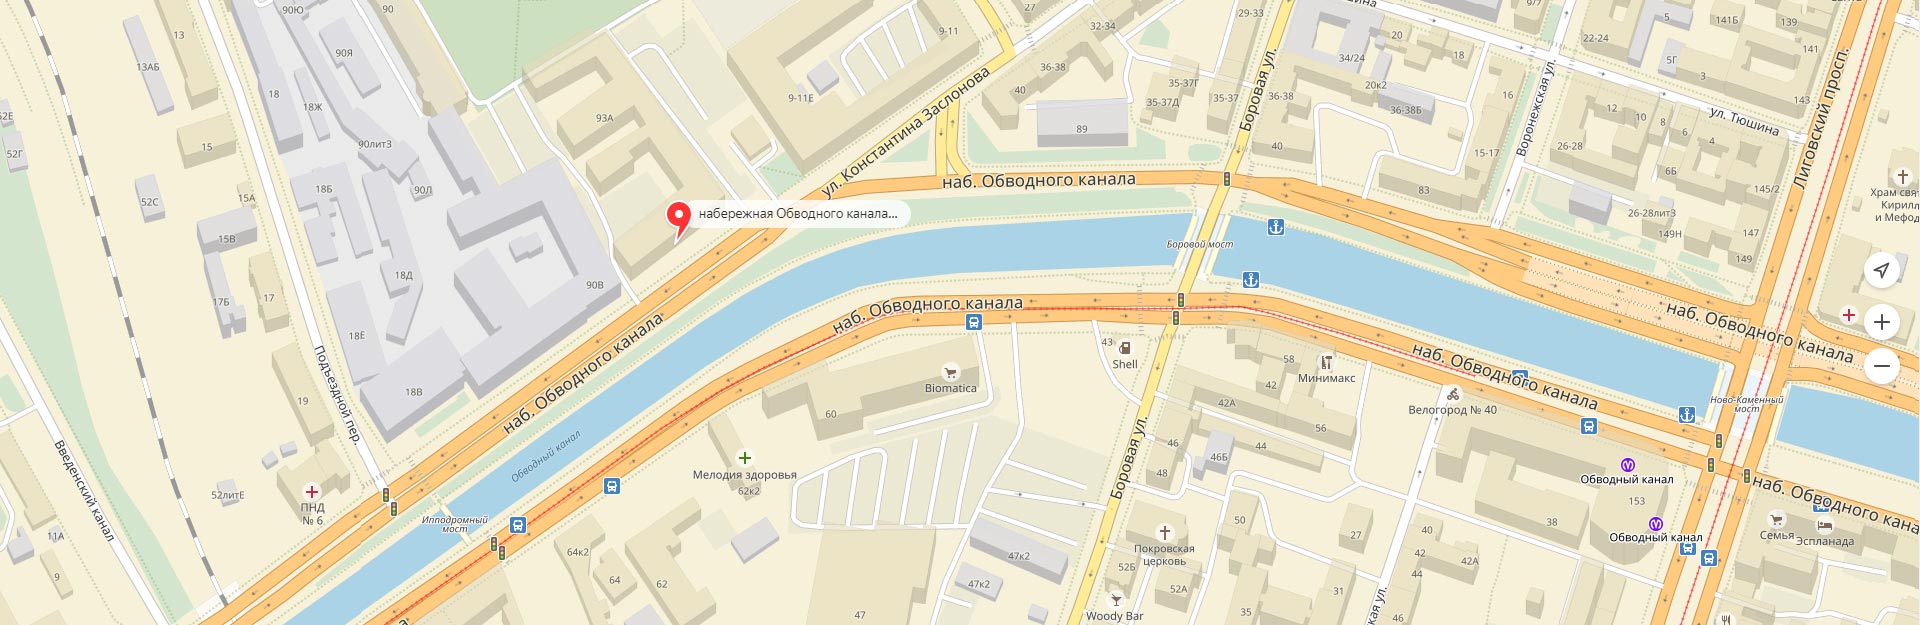 90Ю
90
13
13АБ
90Я
18
18Ж
52Е
52Г
15
90литЗ
93А
18Б
90Л
52С
15А
15В
18Д
17Б
17
90В
18Е
18В
19
9-11
9-11Е
27
32-34
36-38
40
89
35-37Г
35-37Д
35-37
29-33
36-38
34/24
20
18
20к2
36-38Б
40
83
16
15-17
9/7
22-24
5
5Г
3
141Б
139
141
143
12
10
8
6
4
26-28
6Б
145/2
26-28литЗ
149Н
147
149
ул. Константина Заслонова
Боровая ул.
Воронежская ул.
ул. Тюшина
Лиговский просп.
наб. Обводного канала
набережная Обводного канала...
Боровой мост
Храм свят
Кирилл
и Мефод
наб. Обводного канала
наб. Обводного канала
наб. Обводного канала
наб. Обводного канала
Подъездной пер.
Введенский канал
Обводный канал
Ипподромный
мост
Ново-Каменный
мост
43
Shell
58
Минимакс
42
42А
56
44
46
46Б
48
Велогород № 40
Biomatica
60
Мелодия здоровья
62к2
Боровая ул.
Обводный канал
153
Обводный канал
38
наб. Обводного кана
Семья
Эспланада
52литЕ
ПНД
№ 6
11А
9
64к2
64
62
47
47к2
47к2
Покровская
церковь
52Б
52А
Woody Bar
50
27
31
35
40
42
42А
44
44
ская ул.